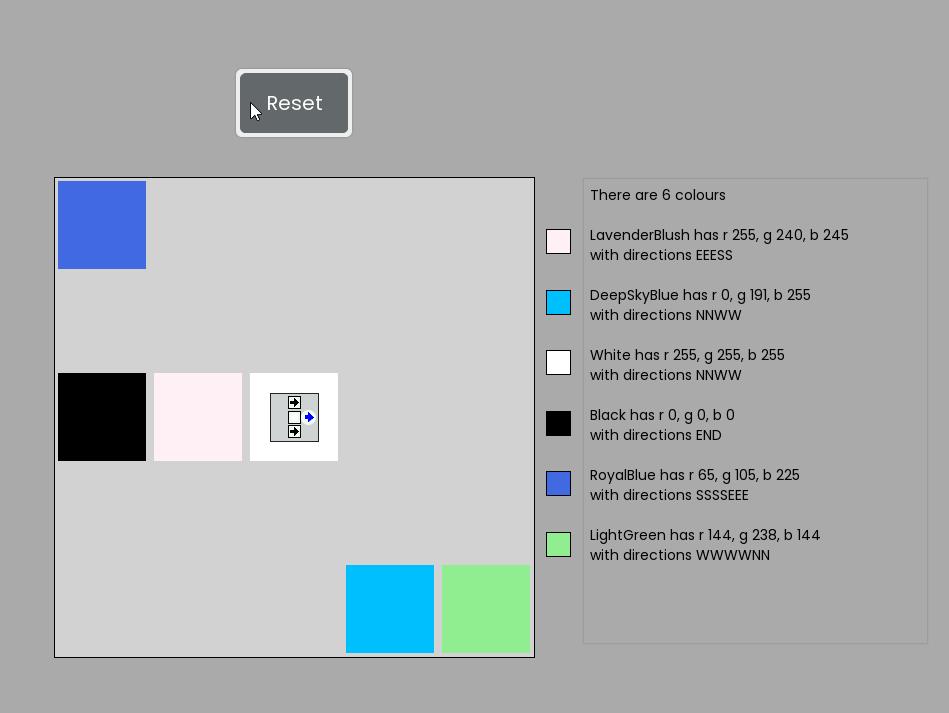 Reset
There are 6 colours
LavenderBlush has r 255, g 240, b 245
with directions EEESS
DeepSkyBlue has r 0, g 191, b 255
with directions NNWW
White has r 255, g 255, b 255
with directions NNWW
Black has r 0, g 0, b 0
with directions END
RoyalBlue has r 65, g 105, b 225
with directions SSSSEEE
LightGreen has r 144, g 238, b 144
with directions WWWWNN